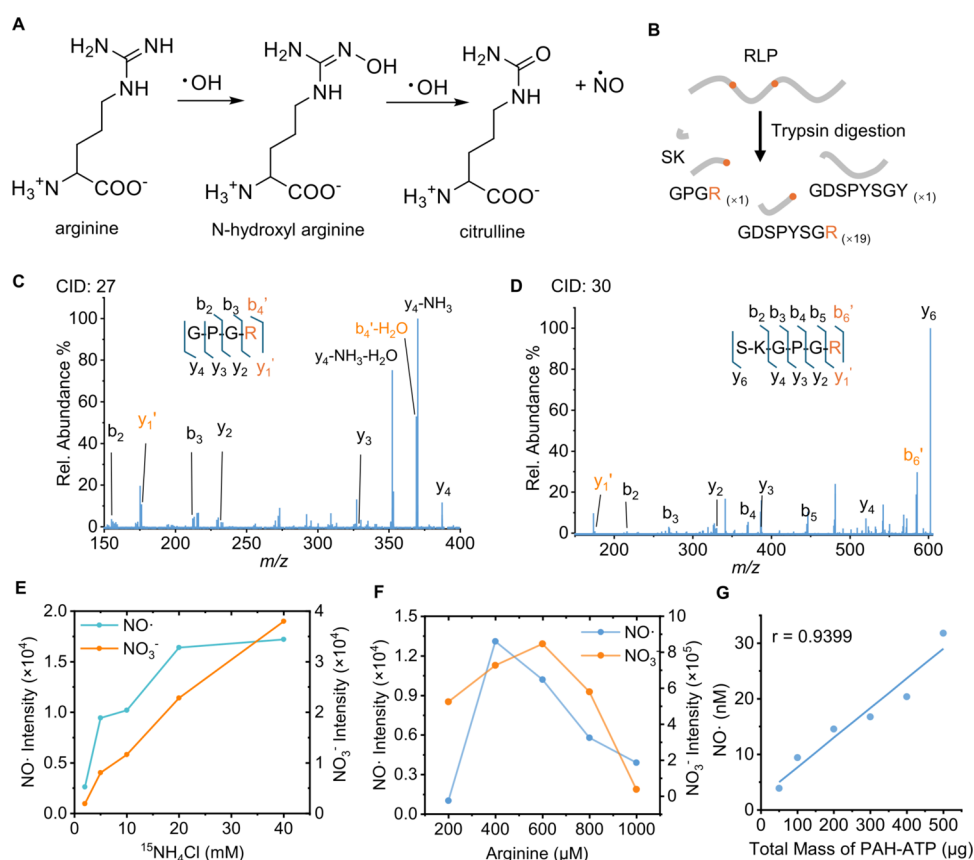 A
H₂N NH
NH
H₃⁺N COO⁻
arginine
·OH
H₂N N OH
NH
H₃⁺N COO⁻
N-hydroxyl arginine
·OH
H₂N O
NH
H₃⁺N COO⁻
citrulline
+ ṄO
B
RLP
Trypsin digestion
SK
GPGR (×1)
GDSPYSGY (×1)
GDSPYSGR (×19)
C
CID: 27
b₂ b₃ b₄'
G-P-G-R
y₄ y₃ y₂ y₁'
y₄-NH₃
b₄'-H₂O
y₄-NH₃-H₂O
b₂
y₁'
b₃
y₂
y₃
y₄
Rel. Abundance %
100
80
60
40
20
0
150 200 250 300 350 400
m/z
D
CID: 30
y₆
b₂ b₃ b₄ b₅ b₆'
S-K-G-P-G-R
y₆ y₄ y₃ y₂ y₁'
y₁'
b₂
b₃
y₂
b₄
y₃
b₅
y₄
b₆'
Rel. Abundance %
100
80
60
40
20
0
200 300 400 500 600
m/z
E
NO·
NO₃⁻
NO· Intensity (×10⁴)
2.0
1.5
1.0
0.5
0.0
NO₃⁻ Intensity (×10⁴)
4
3
2
1
0
0 10 20 30 40
¹⁵NH₄Cl (mM)
F
NO·
NO₃⁻
NO· Intensity (×10⁴)
1.5
1.2
0.9
0.6
0.3
0.0
NO₃⁻ Intensity (×10⁵)
10
8
6
4
2
0
200 400 600 800 1000
Arginine (µM)
G
r = 0.9399
NO· (nM)
30
20
10
0
0 100 200 300 400 500
Total Mass of PAH-ATP (µg)